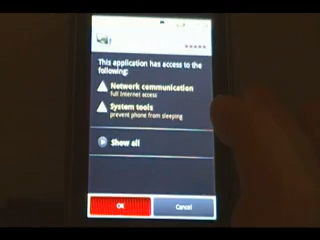 This application has access to the
following:
Network communication
full Internet access
System tools
prevent phone from sleeping
Show all
OK
Cancel